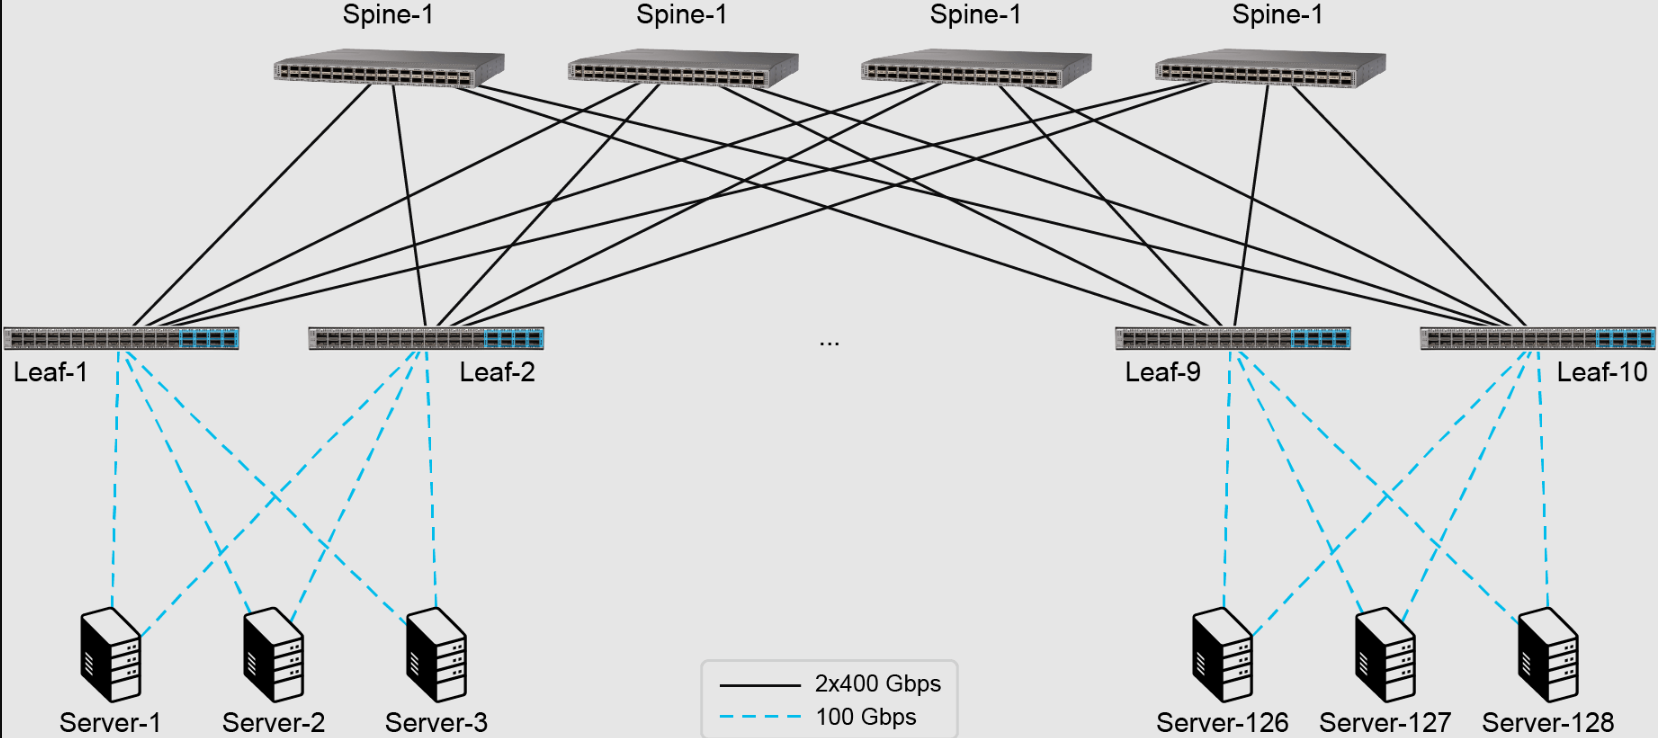 Spine-1
Spine-1
Spine-1
Spine-1
Leaf-1
Leaf-2
...
Leaf-9
Leaf-10
Server-1
Server-2
Server-3
2x400 Gbps
100 Gbps
Server-126
Server-127
Server-128